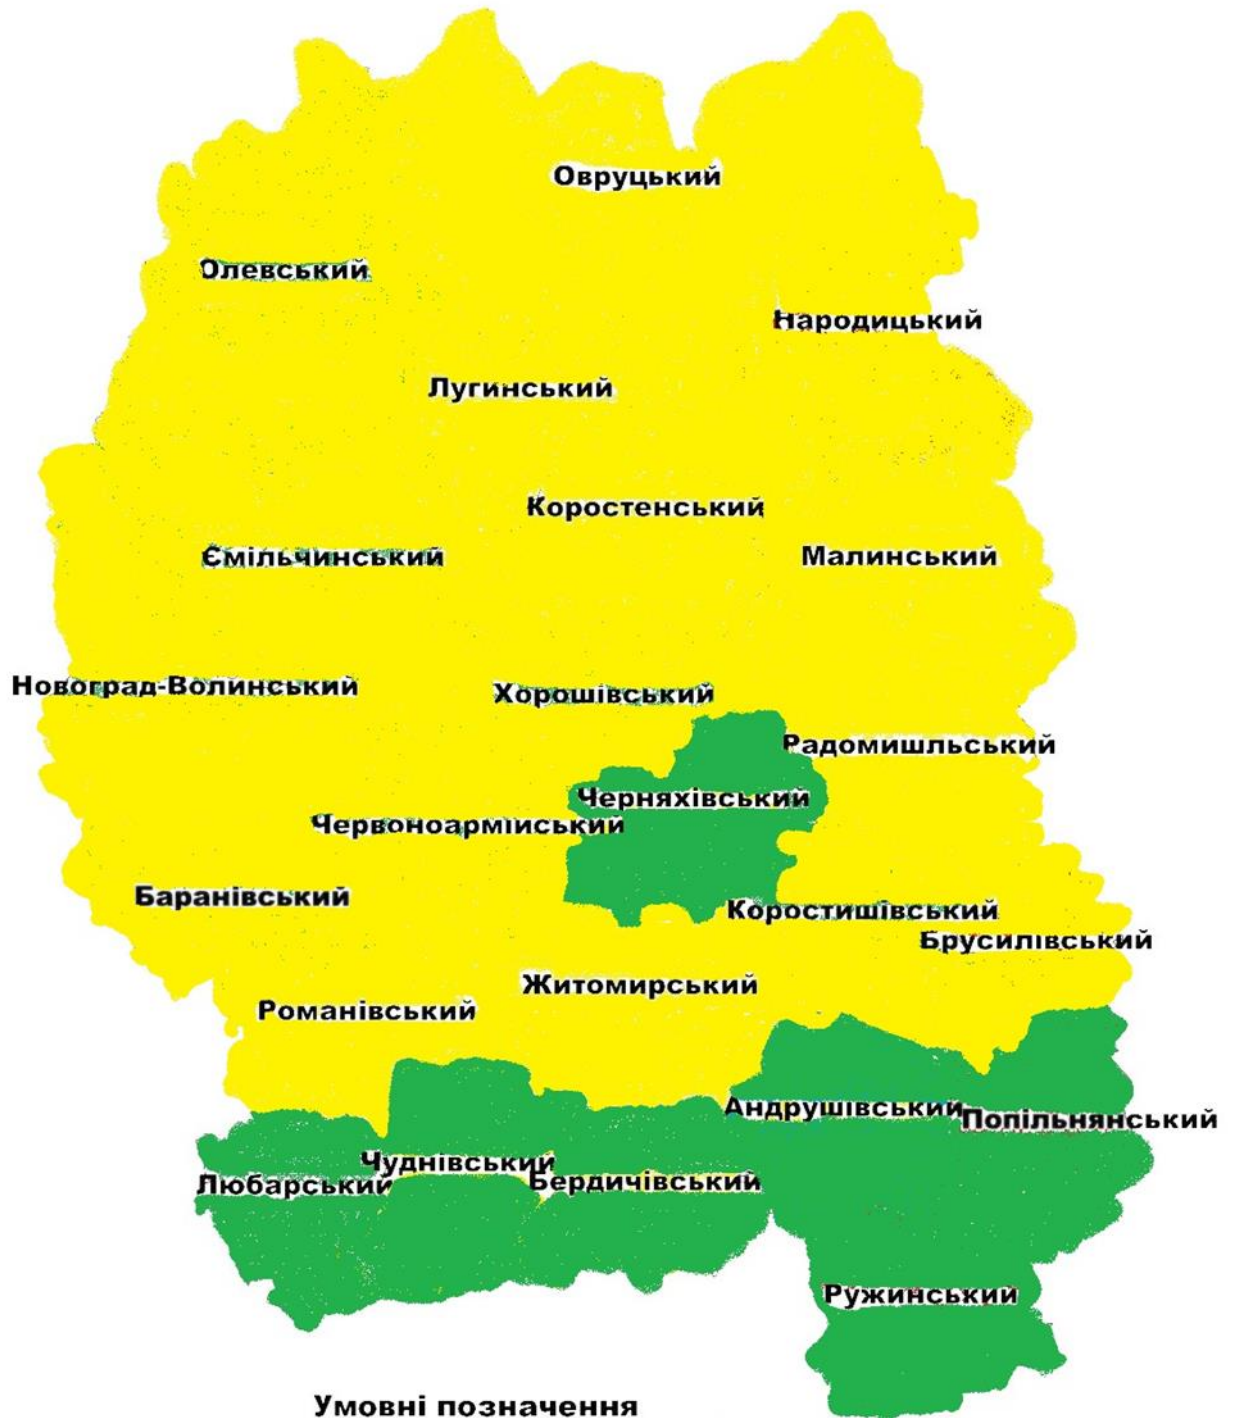 Овруцький
Олевський
Народицький
Лугинський
Коростенський
Ємільчинський
Малинський
Новоград-Волинський
Хорошівський
Радомишльський
Черняхівський
Червоноармійський
Баранівський
Коростишівський
Брусилівський
Житомирський
Романівський
Андрушівський
Попільнянський
Чуднівський
Любарський
Бердичівський
Ружинський
Умовні позначення